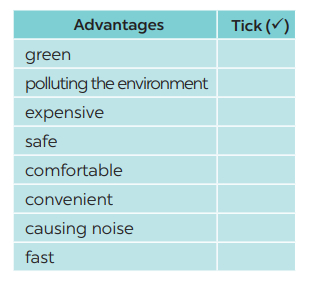 Advantages Tick (✓)
green
polluting the environment
expensive
safe
comfortable
convenient
causing noise
fast